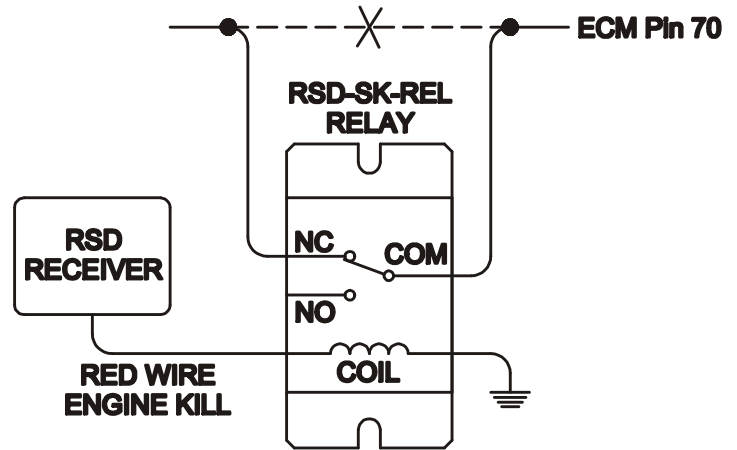 ECM Pin 70
RSD-SK-REL
RELAY
RSD
RECEIVER
NC
COM
NO
COIL
RED WIRE
ENGINE KILL